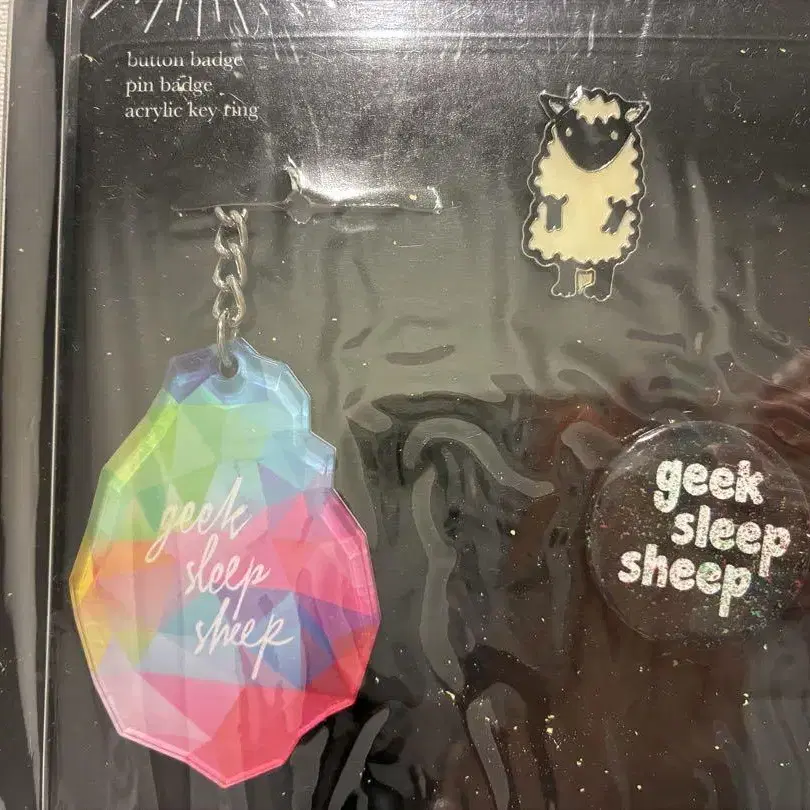 button badge
pin badge
acrylic key ring
geek
sleep
sheep
geek
sleep
sheep